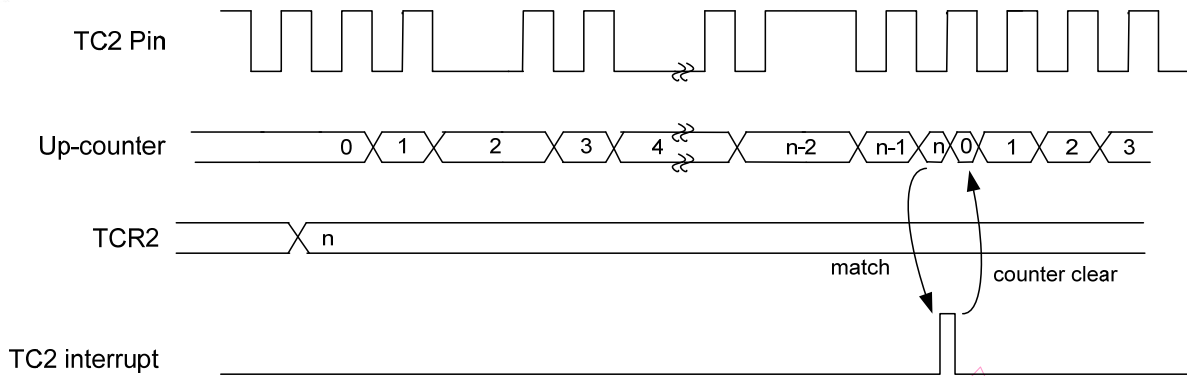 TC2 Pin
Up-counter 0 1 2 3 4 n-2 n-1 n 0 1 2 3
TCR2 n
match counter clear
TC2 interrupt